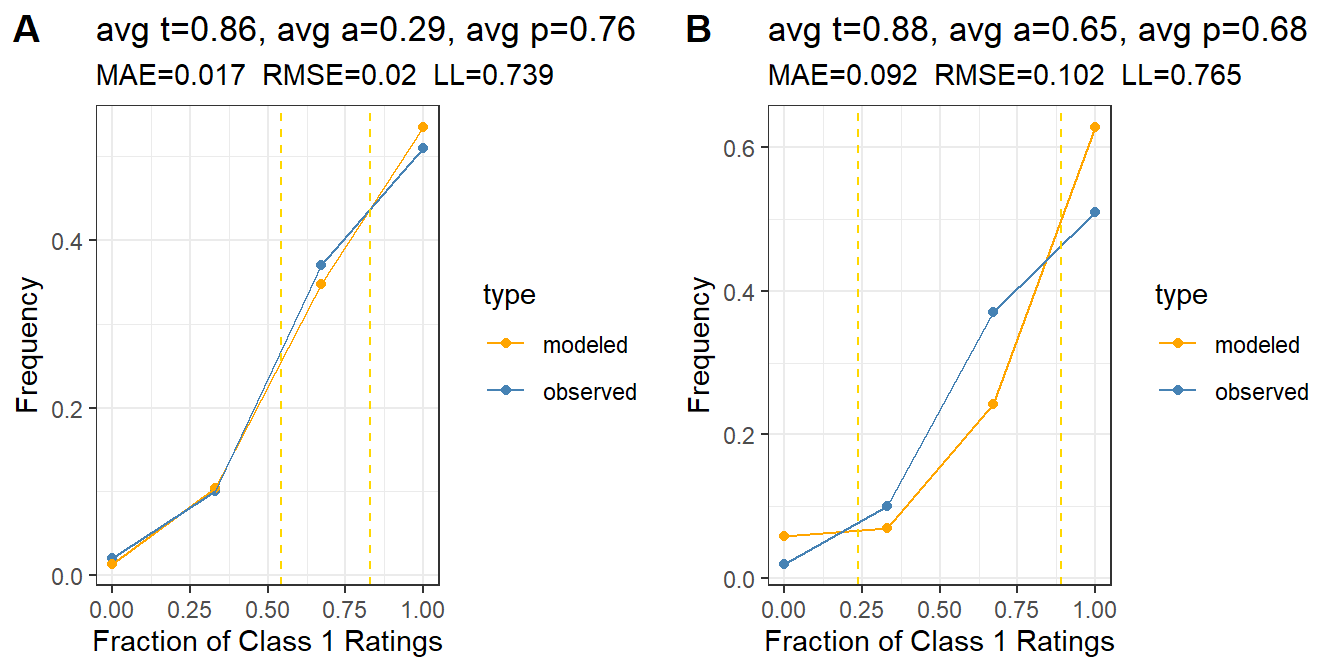 A
avg t=0.86, avg a=0.29, avg p=0.76
MAE=0.017 RMSE=0.02 LL=0.739
Frequency
0.4
0.2
0.0
0.00 0.25 0.50 0.75 1.00
Fraction of Class 1 Ratings
type
modeled
observed
B
avg t=0.88, avg a=0.65, avg p=0.68
MAE=0.092 RMSE=0.102 LL=0.765
Frequency
0.6
0.4
0.2
0.0
0.00 0.25 0.50 0.75 1.00
Fraction of Class 1 Ratings
type
modeled
observed